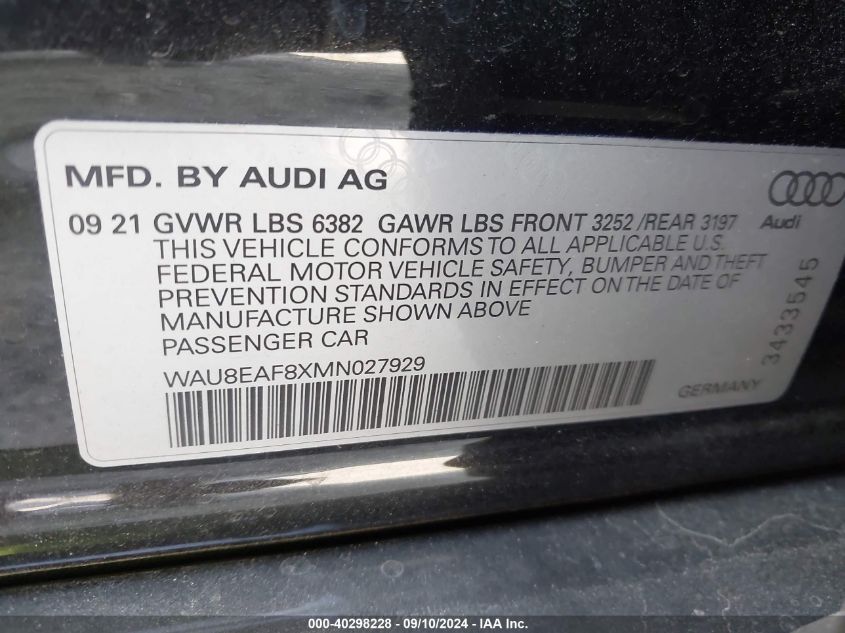 MFD. BY AUDI AG
09 21 GVWR LBS 6382 GAWR LBS FRONT 3252 /REAR 3197 Audi
THIS VEHICLE CONFORMS TO ALL APPLICABLE U.S.
FEDERAL MOTOR VEHICLE SAFETY, BUMPER AND THEFT
PREVENTION STANDARDS IN EFFECT ON THE DATE OF
MANUFACTURE SHOWN ABOVE
PASSENGER CAR
3433545
WAU8EAF8XMN027929
GERMANY
000-40298228 - 09/10/2024 - IAA Inc.